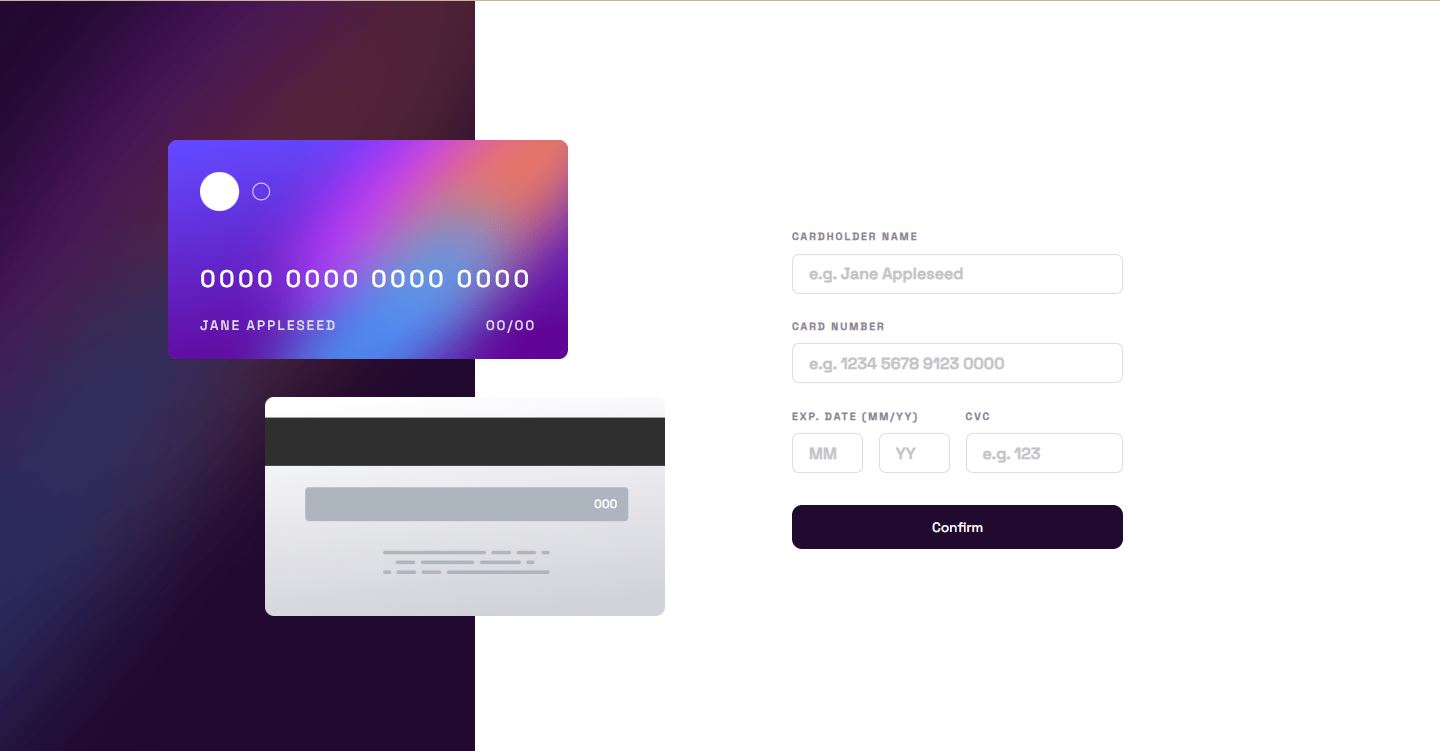 0000 0000 0000 0000
JANE APPLESEED 00/00
000
CARDHOLDER NAME
e.g. Jane Appleseed
CARD NUMBER
e.g. 1234 5678 9123 0000
EXP. DATE (MM/YY) CVC
MM YY e.g. 123
Confirm